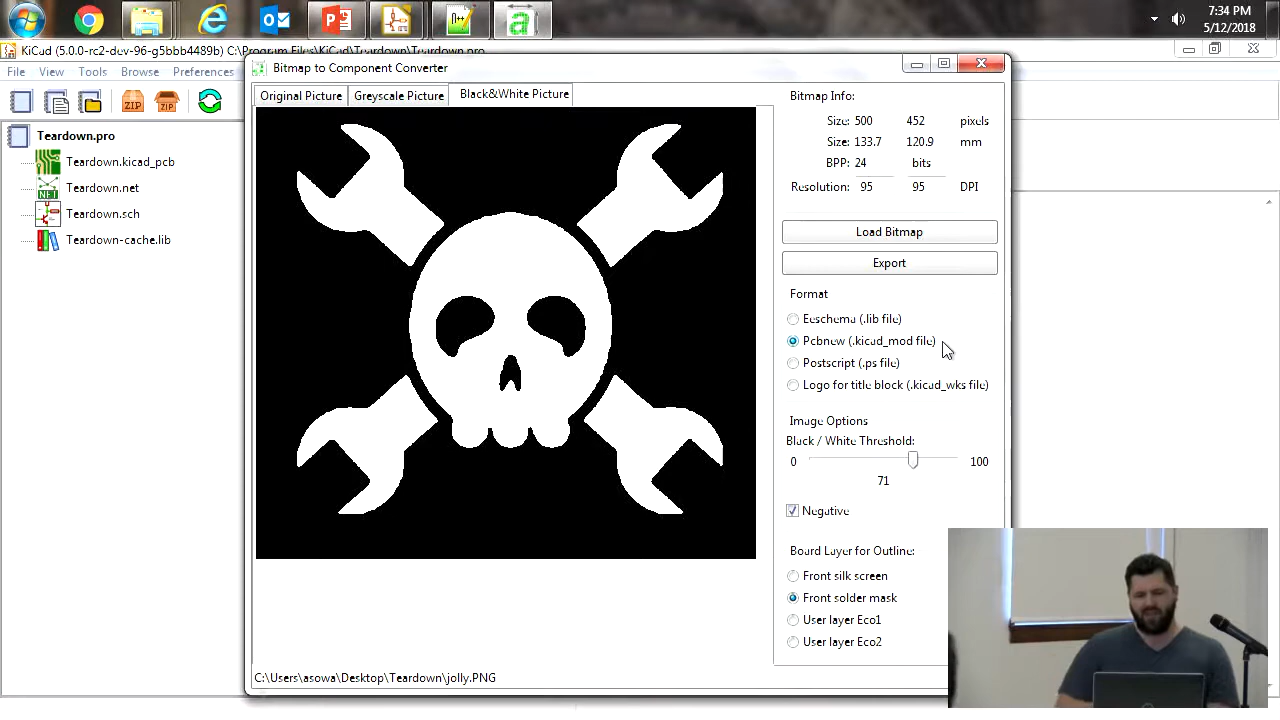 7:34 PM
5/12/2018
KiCad (5.0.0-rc2-dev-96-g5bbb4489b) C:\Program Files\KiCad\Teardown\Teardown.pro
File View Tools Browse Preferences
Bitmap to Component Converter
ZIP ZIP
Original Picture Greyscale Picture Black&White Picture
Teardown.pro
Teardown.kicad_pcb
NET Teardown.net
Teardown.sch
Teardown-cache.lib
Bitmap Info:
Size: 500 452 pixels
Size: 133.7 120.9 mm
BPP: 24 bits
Resolution: 95 95 DPI
Load Bitmap
Export
Format
Eeschema (.lib file)
Pcbnew (.kicad_mod file)
Postscript (.ps file)
Logo for title block (.kicad_wks file)
Image Options
Black / White Threshold:
0 100
71
Negative
Board Layer for Outline:
Front silk screen
Front solder mask
User layer Eco1
User layer Eco2
C:\Users\asowa\Desktop\Teardown\jolly.PNG